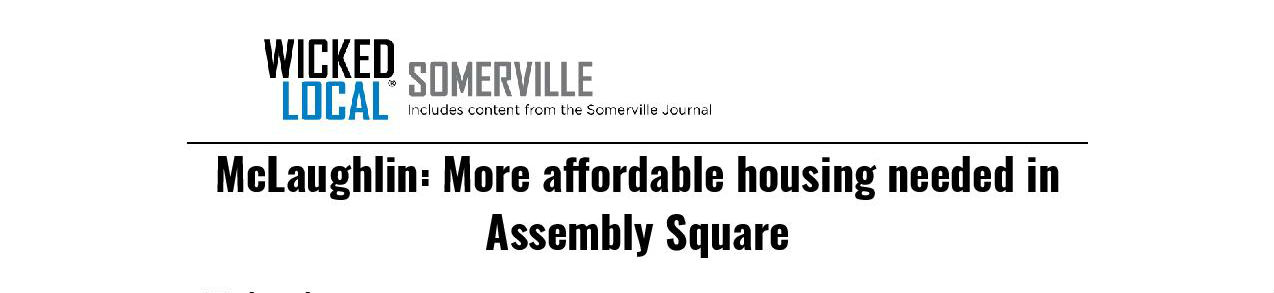 WICKED
LOCAL® SOMERVILLE
Includes content from the Somerville Journal
McLaughlin: More affordable housing needed in
Assembly Square